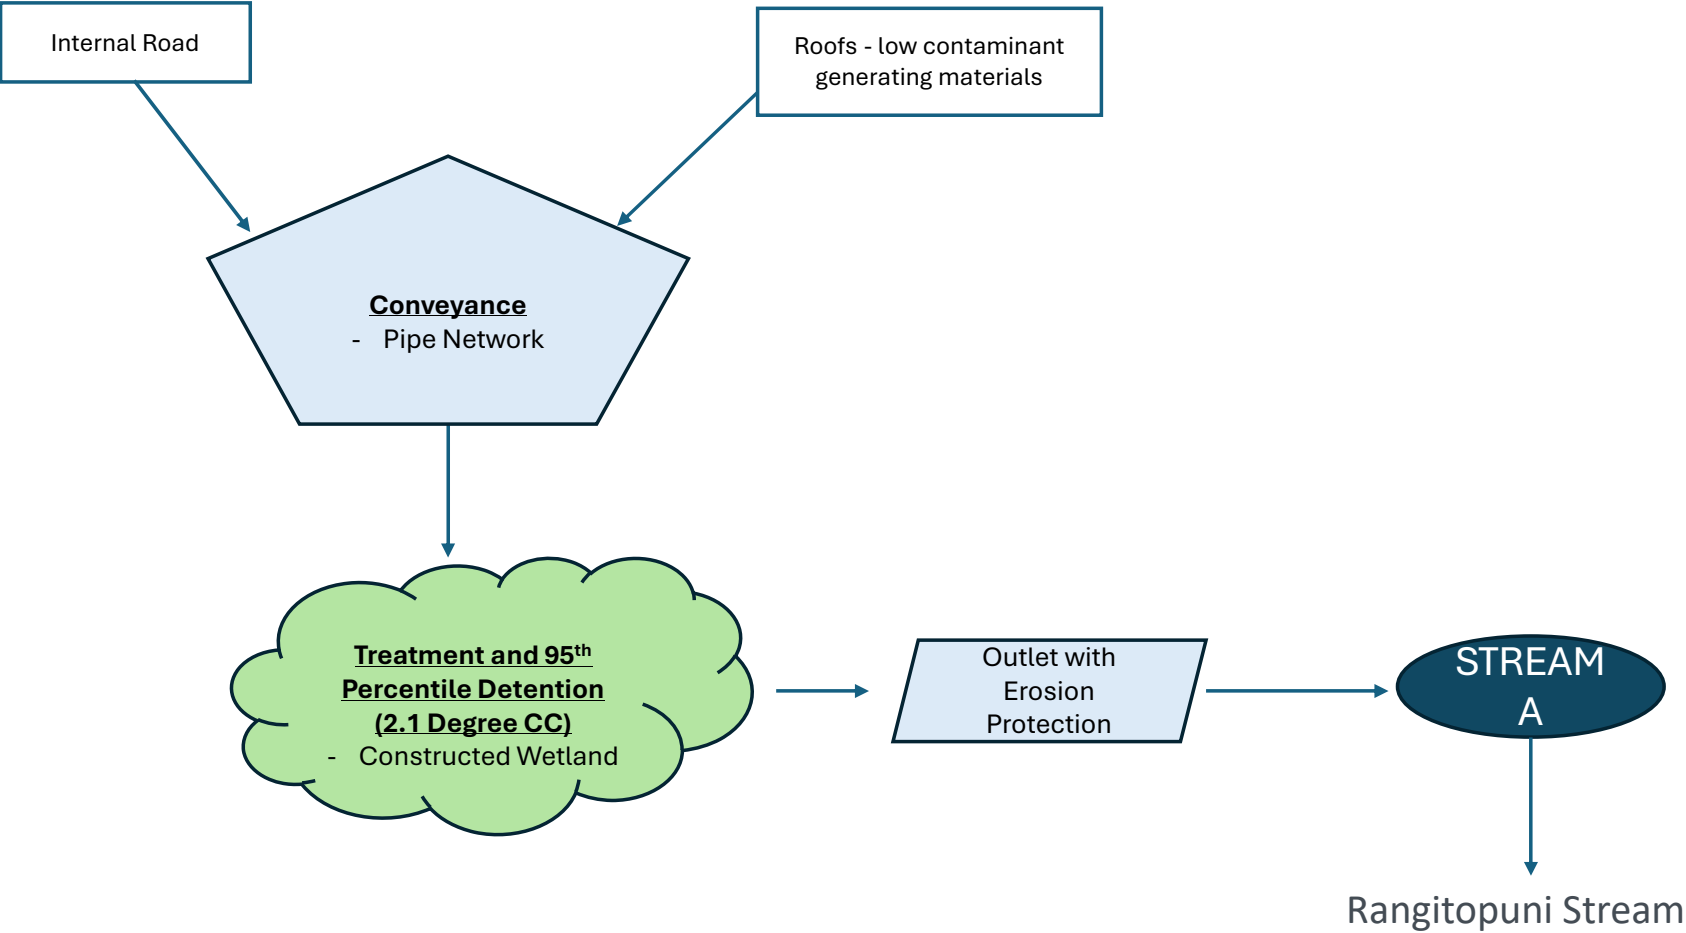 Internal Road
Roofs - low contaminant
generating materials
Conveyance
- Pipe Network
Treatment and 95th
Percentile Detention
(2.1 Degree CC)
- Constructed Wetland
Outlet with
Erosion
Protection
STREAM
A
Rangitopuni Stream